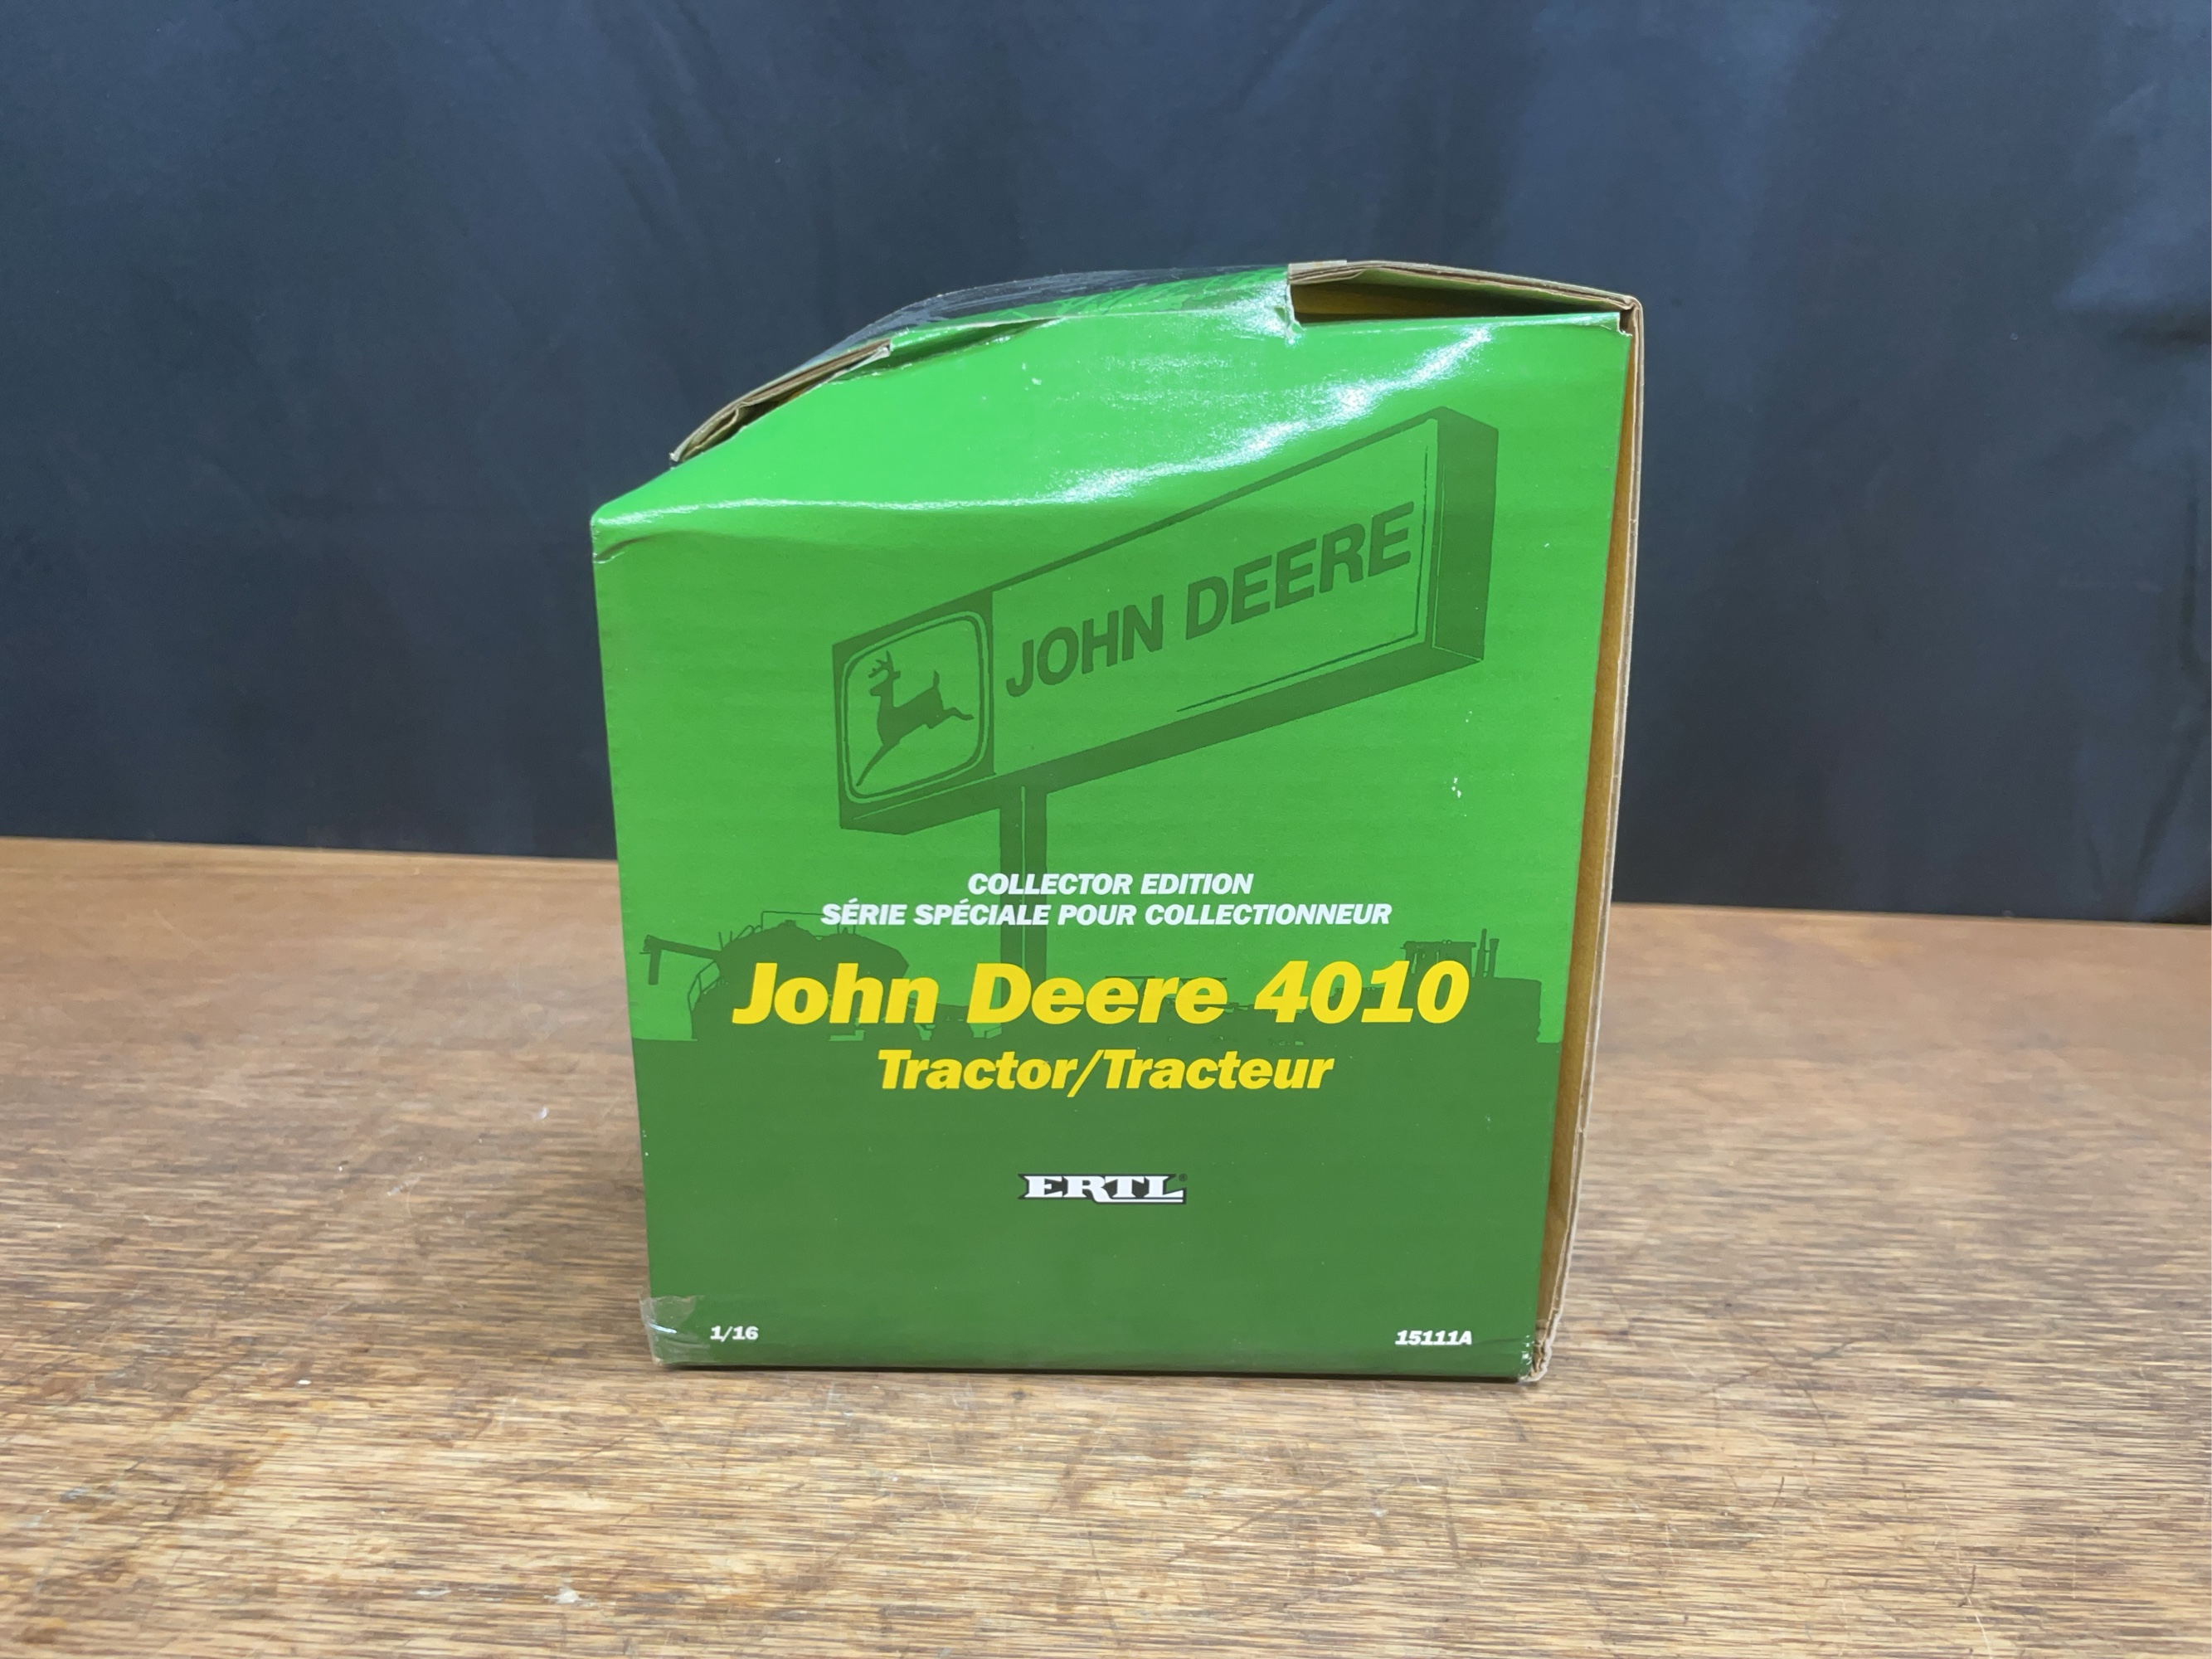 JOHN DEERE
COLLECTOR EDITION
SÉRIE SPÉCIALE POUR COLLECTIONNEUR
John Deere 4010
Tractor/Tracteur
ERTL®
1/16
15111A